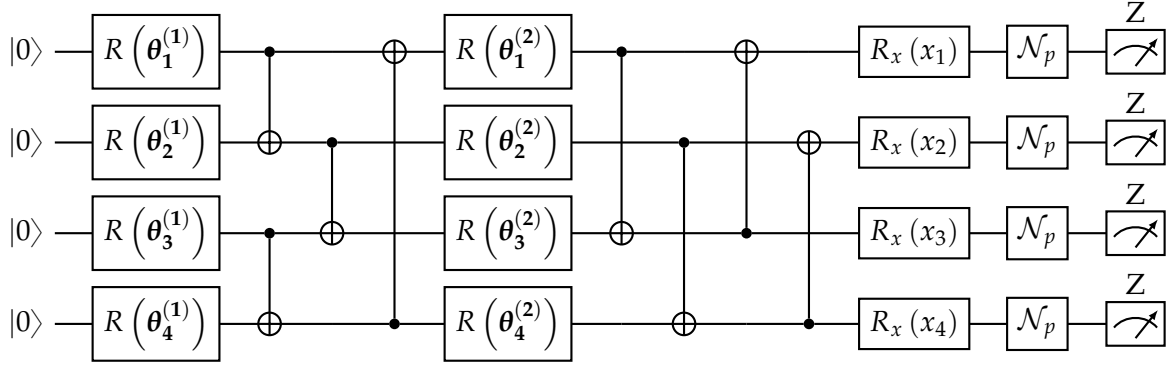 Z
|0⟩ R(θ₁⁽¹⁾) R(θ₁⁽²⁾) Rₓ(x₁) 𝒩ₚ
Z
|0⟩ R(θ₂⁽¹⁾) R(θ₂⁽²⁾) Rₓ(x₂) 𝒩ₚ
Z
|0⟩ R(θ₃⁽¹⁾) R(θ₃⁽²⁾) Rₓ(x₃) 𝒩ₚ
Z
|0⟩ R(θ₄⁽¹⁾) R(θ₄⁽²⁾) Rₓ(x₄) 𝒩ₚ